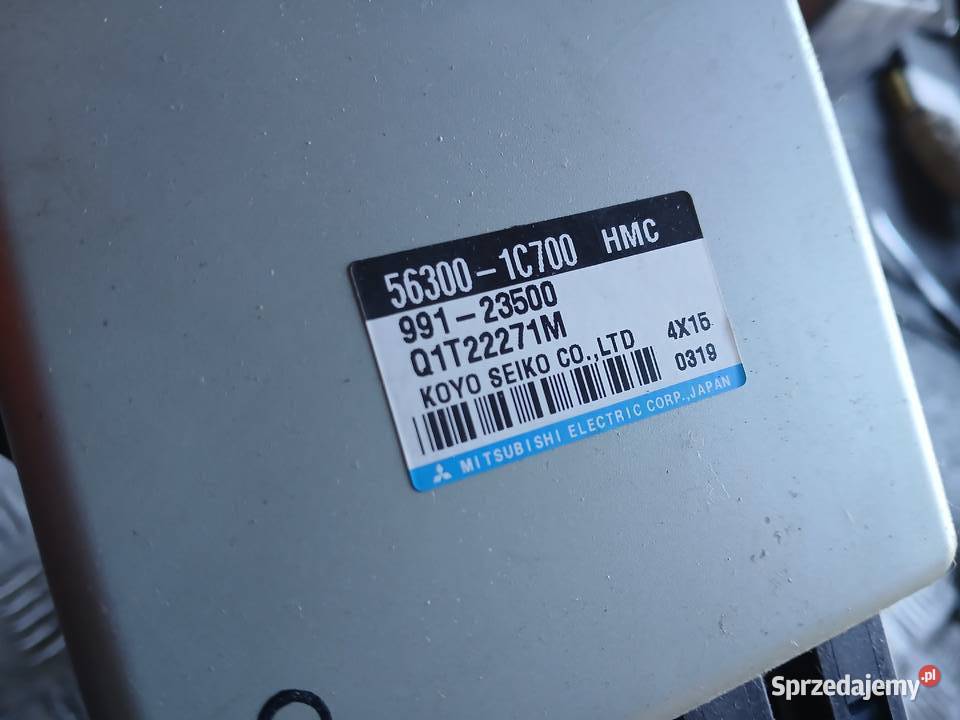 56300-1C700 HMC
991-23500
Q1T22271M
KOYO SEIKO CO.,LTD 4X15
0319
MITSUBISHI ELECTRIC CORP.,JAPAN
Sprzedajemy.pl